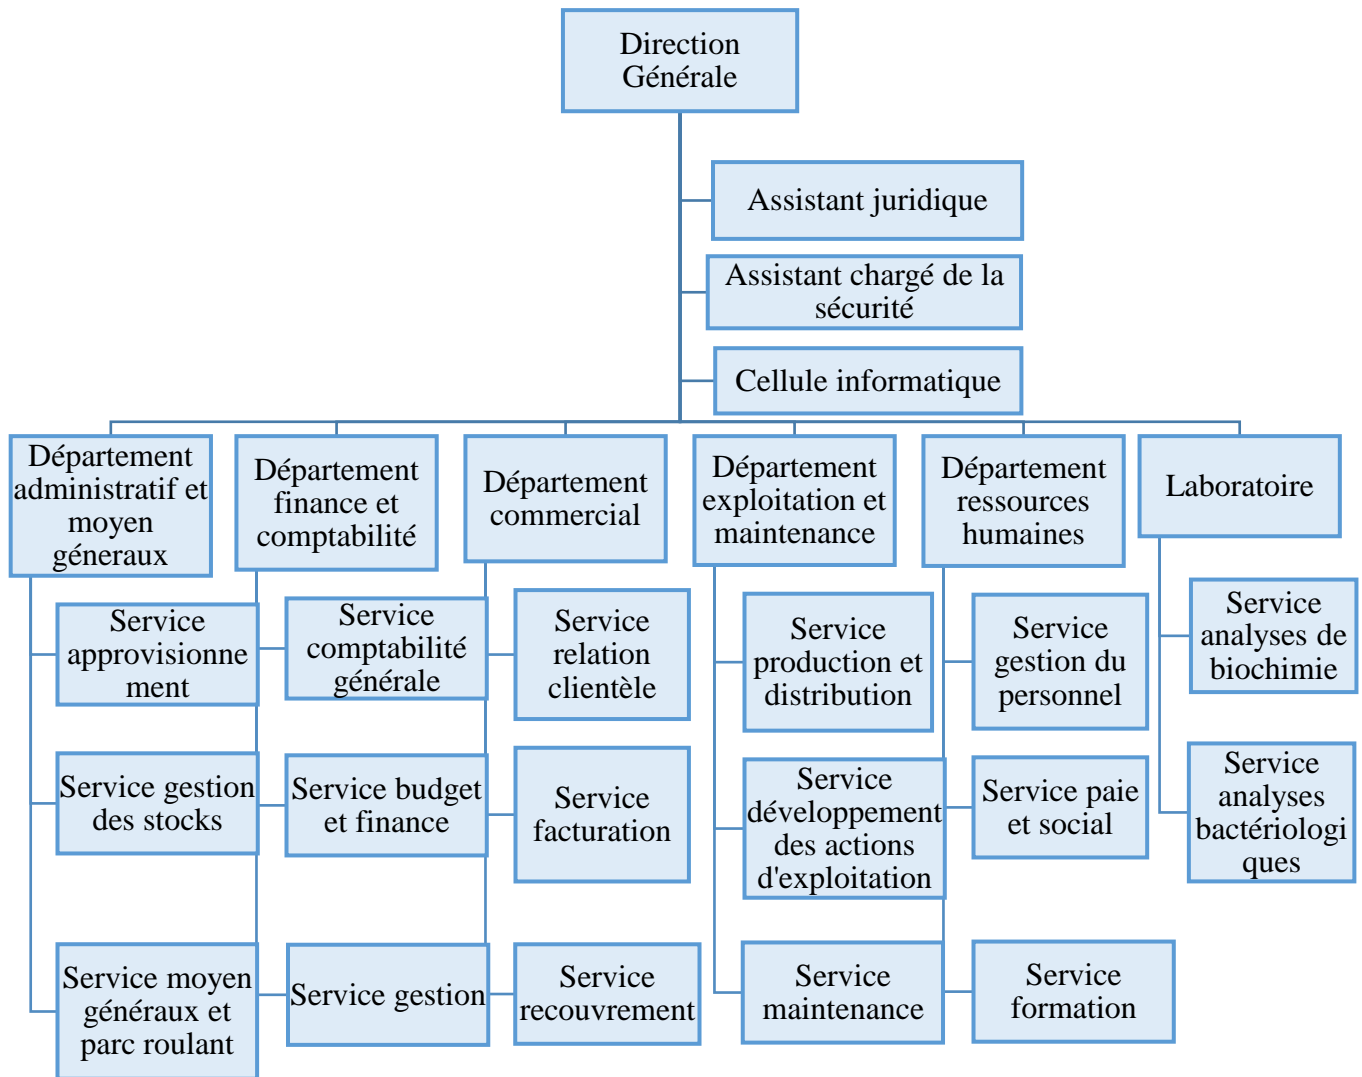 Direction
Générale
Assistant juridique
Assistant chargé de la
sécurité
Cellule informatique
Département
administratif et
moyen
géneraux
Département
finance et
comptabilité
Département
commercial
Département
exploitation et
maintenance
Département
ressources
humaines
Laboratoire
Service
approvisionne
ment
Service
comptabilité
générale
Service
relation
clientèle
Service
production et
distribution
Service
gestion du
personnel
Service
analyses de
biochimie
Service gestion
des stocks
Service budget
et finance
Service
facturation
Service
développement
des actions
d'exploitation
Service paie
et social
Service
analyses
bactériologi
ques
Service moyen
généraux et
parc roulant
Service gestion
Service
recouvrement
Service
maintenance
Service
formation